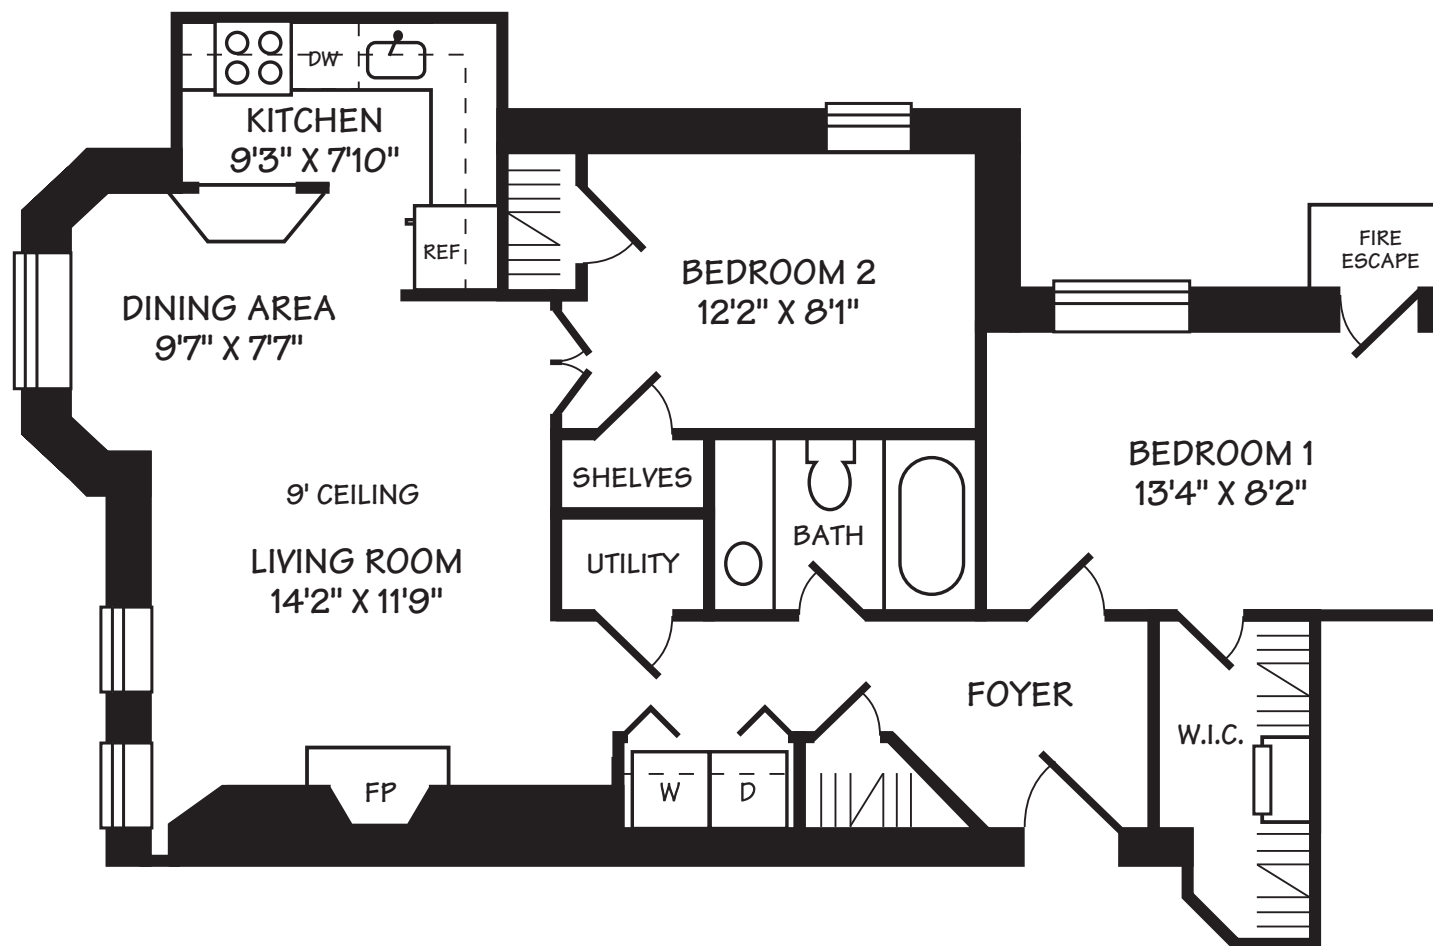 DW
KITCHEN
9'3" X 7'10"
REF
FIRE
ESCAPE
BEDROOM 2
12'2" X 8'1"
DINING AREA
9'7" X 7'7"
BEDROOM 1
13'4" X 8'2"
SHELVES
9' CEILING
BATH
UTILITY
LIVING ROOM
14'2" X 11'9"
FOYER
W.I.C.
FP
W
D